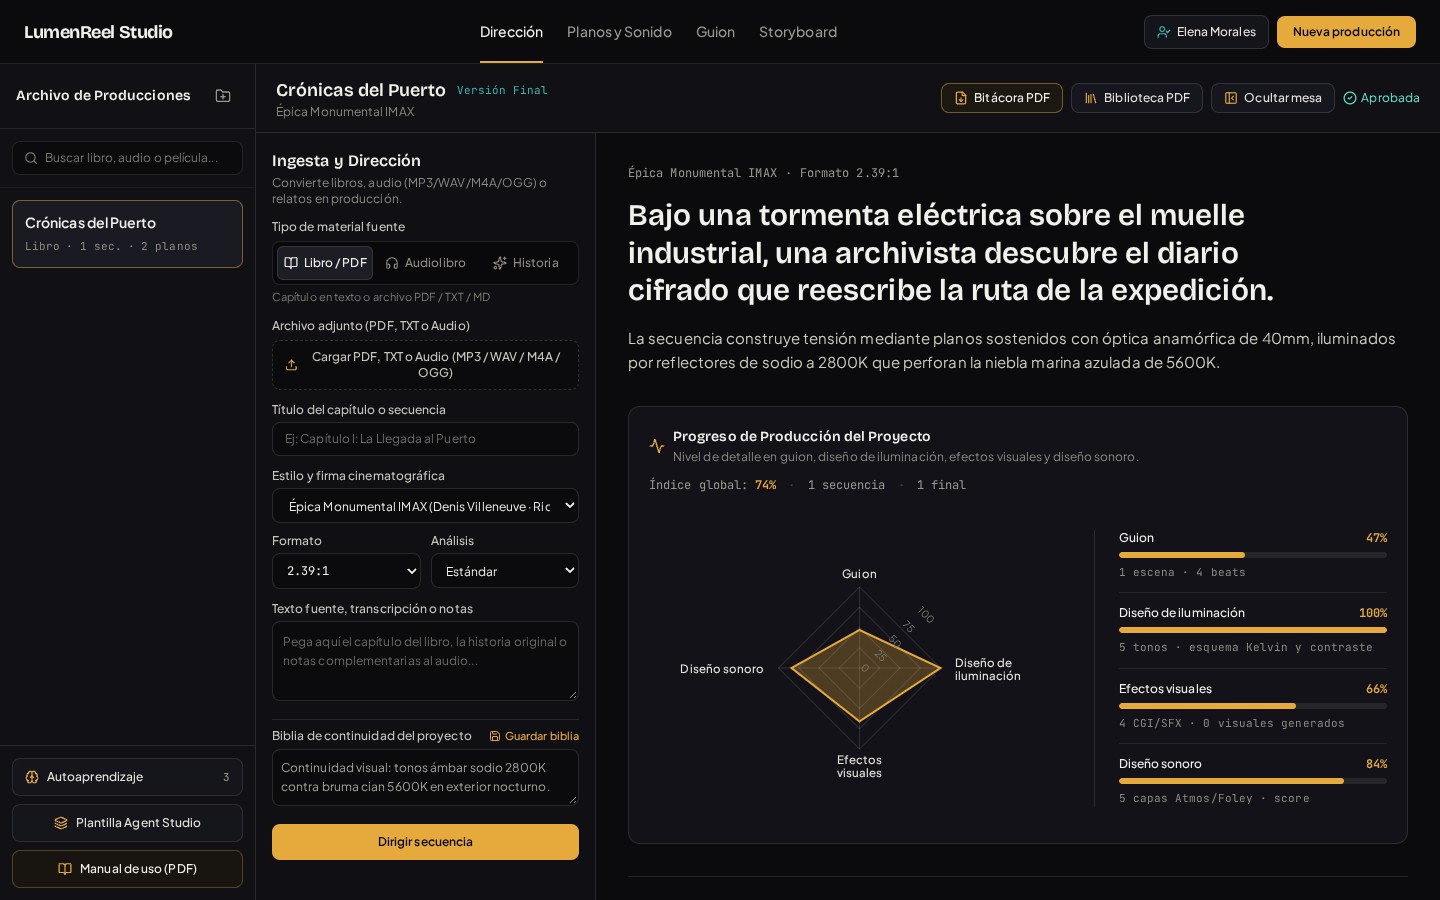 LumenReel Studio
Dirección
Planos y Sonido
Guion
Storyboard
Elena Morales
Nueva producción
Archivo de Producciones
Buscar libro, audio o película...
Crónicas del Puerto
Libro · 1 sec. · 2 planos
Autoaprendizaje
3
Plantilla Agent Studio
Manual de uso (PDF)
Crónicas del Puerto
Versión Final
Épica Monumental IMAX
Bitácora PDF
Biblioteca PDF
Ocultar mesa
Aprobada
Ingesta y Dirección
Convierte libros, audio (MP3/WAV/M4A/OGG) o
relatos en producción.
Tipo de material fuente
Libro / PDF
Audiolibro
Historia
Capítulo en texto o archivo PDF / TXT / MD
Archivo adjunto (PDF, TXT o Audio)
Cargar PDF, TXT o Audio (MP3 / WAV / M4A /
OGG)
Título del capítulo o secuencia
Ej: Capítulo I: La Llegada al Puerto
Estilo y firma cinematográfica
Épica Monumental IMAX (Denis Villeneuve · Ric
Formato
Análisis
2.39:1
Estándar
Texto fuente, transcripción o notas
Pega aquí el capítulo del libro, la historia original o
notas complementarias al audio...
Biblia de continuidad del proyecto
Guardar biblia
Continuidad visual: tonos ámbar sodio 2800K
contra bruma cian 5600K en exterior nocturno.
Dirigir secuencia
Épica Monumental IMAX · Formato 2.39:1
Bajo una tormenta eléctrica sobre el muelle
industrial, una archivista descubre el diario
cifrado que reescribe la ruta de la expedición.
La secuencia construye tensión mediante planos sostenidos con óptica anamórfica de 40mm, iluminados
por reflectores de sodio a 2800K que perforan la niebla marina azulada de 5600K.
Progreso de Producción del Proyecto
Nivel de detalle en guion, diseño de iluminación, efectos visuales y diseño sonoro.
Índice global: 74% · 1 secuencia · 1 final
Guion
Diseño de
iluminación
Efectos
visuales
Diseño sonoro
0
25
50
75
100
Guion
47%
1 escena · 4 beats
Diseño de iluminación
100%
5 tonos · esquema Kelvin y contraste
Efectos visuales
66%
4 CGI/SFX · 0 visuales generados
Diseño sonoro
84%
5 capas Atmos/Foley · score